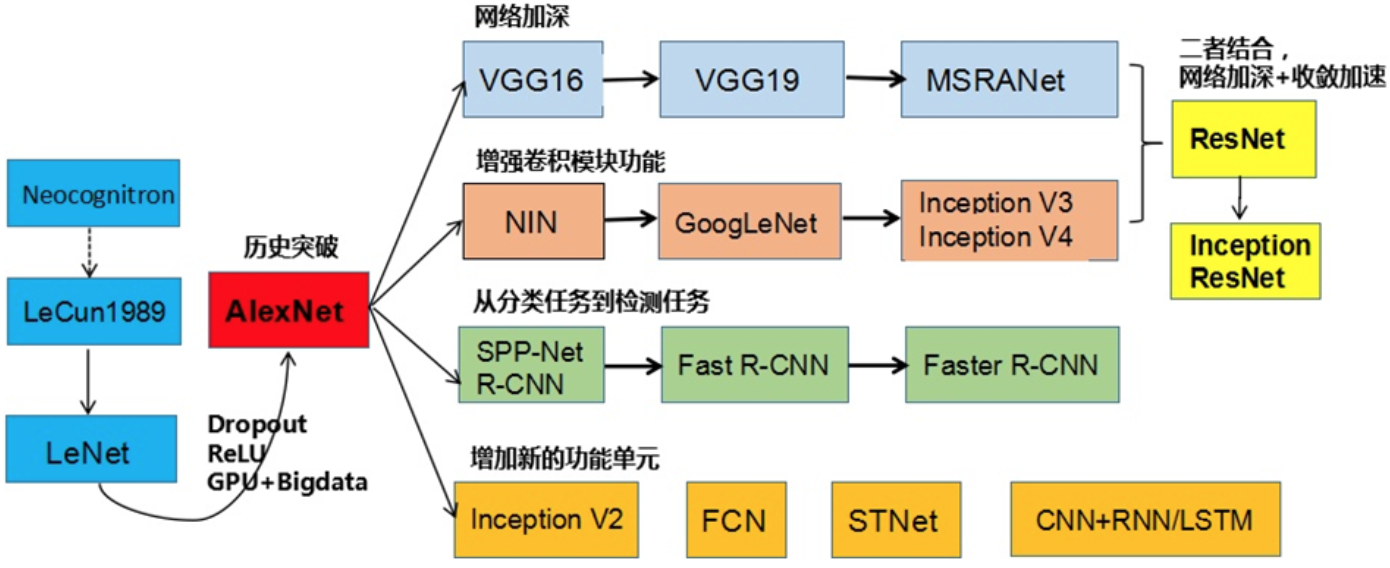 网络加深
VGG16
VGG19
MSRANet
二者结合，
网络加深+收敛加速
ResNet
Inception
ResNet
增强卷积模块功能
NIN
GoogLeNet
Inception V3
Inception V4
Neocognitron
LeCun1989
LeNet
历史突破
AlexNet
Dropout
ReLU
GPU+Bigdata
从分类任务到检测任务
SPP-Net
R-CNN
Fast R-CNN
Faster R-CNN
增加新的功能单元
Inception V2
FCN
STNet
CNN+RNN/LSTM